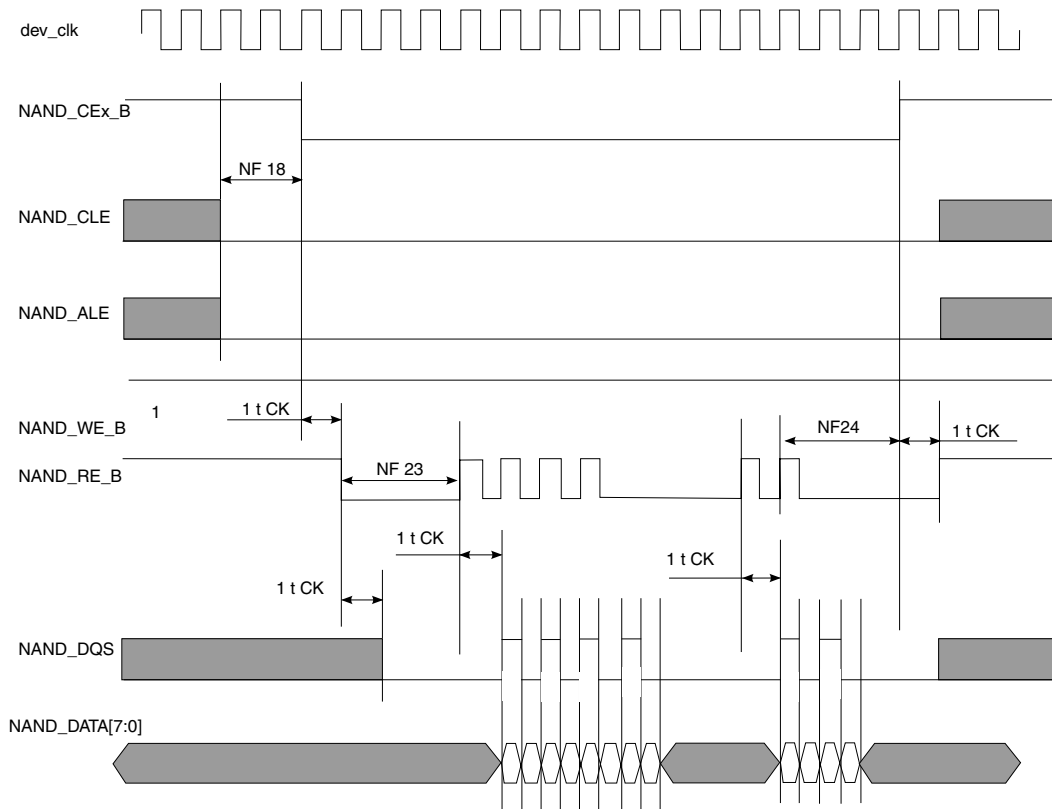 dev_clk
NAND_CEx_B
NF 18
NAND_CLE
NAND_ALE
1
1 t CK
NAND_WE_B
NF24
1 t CK
NAND_RE_B
NF 23
1 t CK
1 t CK
1 t CK
NAND_DQS
NAND_DATA[7:0]